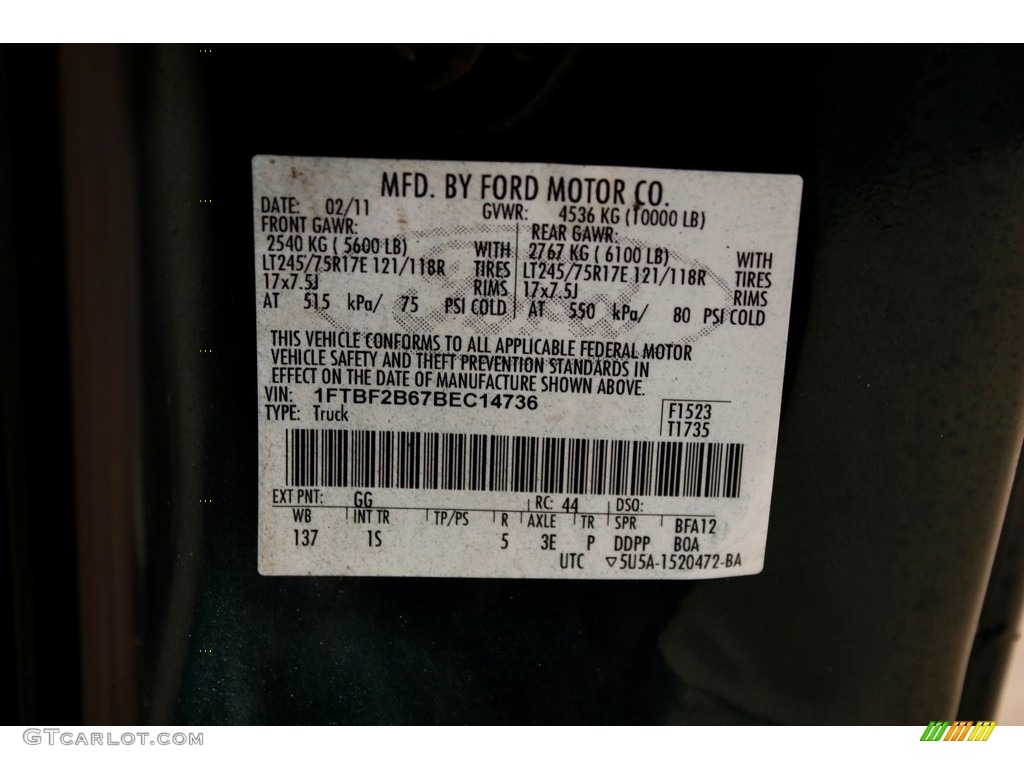 MFD. BY FORD MOTOR CO.
DATE: 02/11 GVWR: 4536 KG (10000 LB)
FRONT GAWR: REAR GAWR:
2540 KG (5600 LB) WITH 2767 KG (6100 LB) WITH
LT245/75R17E 121/118R TIRES LT245/75R17E 121/118R TIRES
17x7.5J RIMS 17x7.5J RIMS
AT 515 kPa/ 75 PSI COLD AT 550 kPa/ 80 PSI COLD
THIS VEHICLE CONFORMS TO ALL APPLICABLE FEDERAL MOTOR
VEHICLE SAFETY AND THEFT PREVENTION STANDARDS IN
EFFECT ON THE DATE OF MANUFACTURE SHOWN ABOVE.
VIN: 1FTBF2B67BEC14736
TYPE: Truck
F1523
T1735
EXT PNT: GG RC: 44 DSO:
WB INT TR TP/PS R AXLE TR SPR BFA12
137 1S 5 3E P DDPP BOA
UTC ▽5U5A-1520472-BA
GTCarlot.com